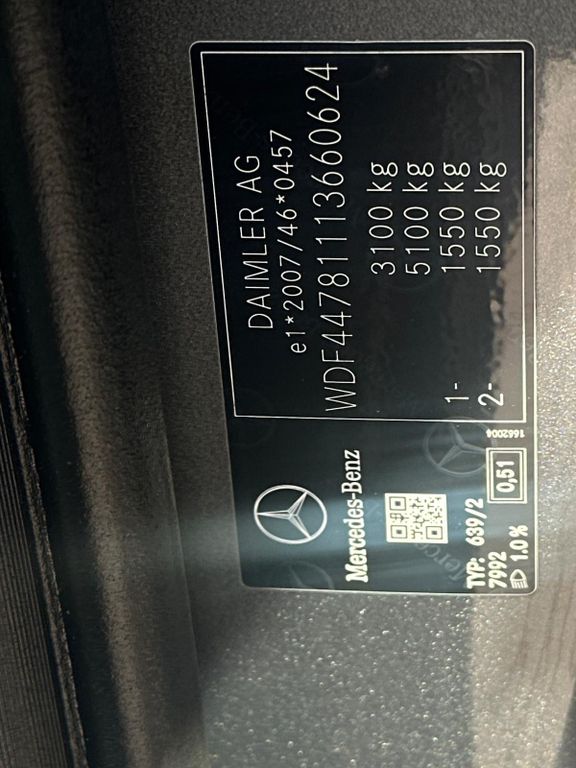 DAIMLER AG
e1*2007/46*0457
WDF44781113660624
3100 kg
5100 kg
1- 1550 kg
2- 1550 kg
Mercedes-Benz
TYP: 639/2
7992
1.0 %
0,51
1662004